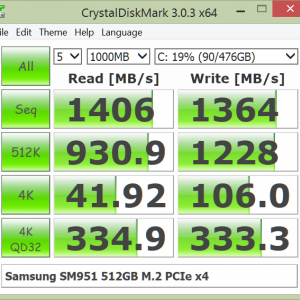 CrystalDiskMark 3.0.3 x64
File Edit Theme Help Language
All 5 1000MB C: 19% (90/476GB)
Read [MB/s] Write [MB/s]
Seq 1406 1364
512K 930.9 1228
4K 41.92 106.0
4K QD32 334.9 333.3
Samsung SM951 512GB M.2 PCIe x4